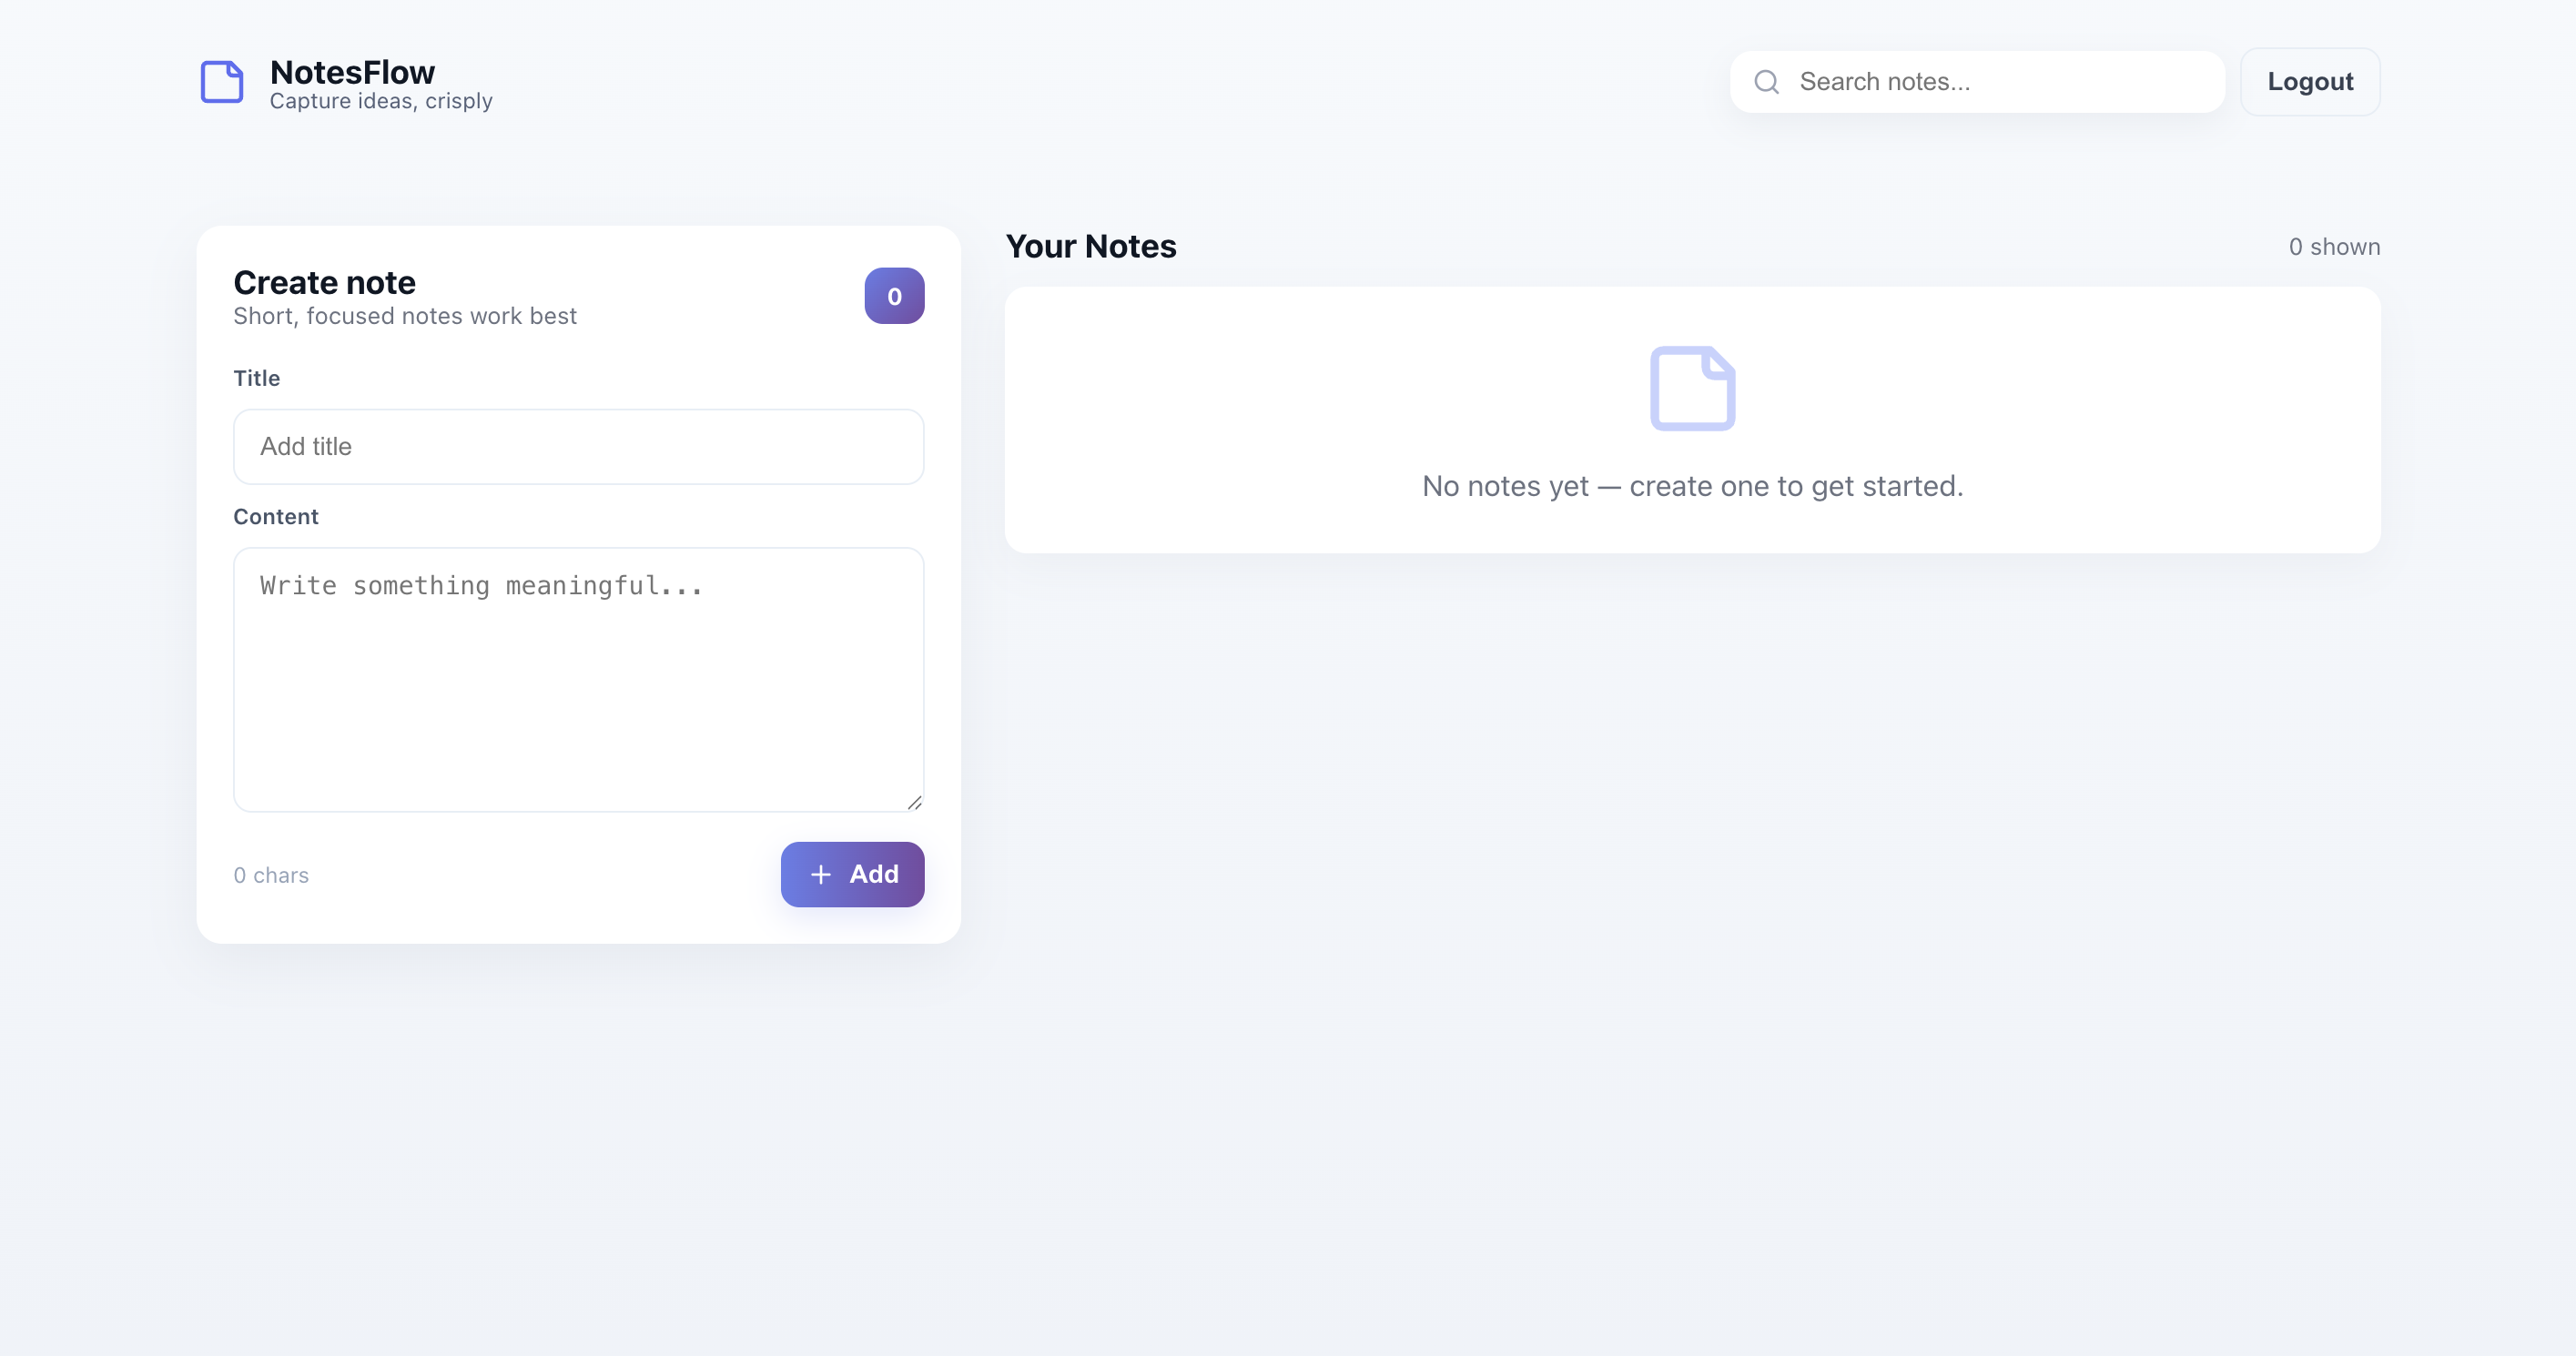 NotesFlow
Capture ideas, crisply
Search notes...
Logout
Create note
Short, focused notes work best
0
Title
Add title
Content
Write something meaningful...
0 chars
Add
Your Notes
0 shown
No notes yet — create one to get started.